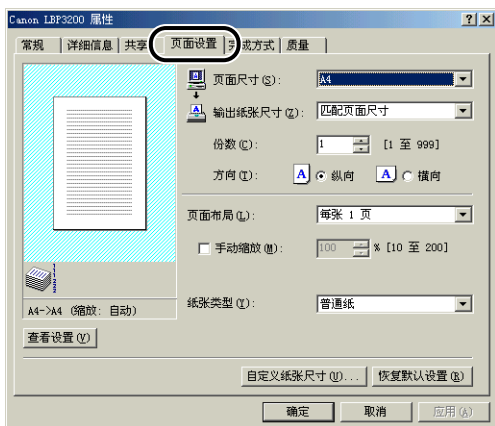 Canon LBP3200 属性
常规 详细信息 共享 页面设置 完成方式 质量
页面尺寸(S): A4
输出纸张尺寸(Z): 匹配页面尺寸
份数(C): 1 [1 至 999]
方向(T): A 纵向 A 横向
页面布局(L): 每张 1 页
手动缩放(M): 100 % [10 至 200]
A4->A4 (缩放: 自动)
纸张类型(Y): 普通纸
查看设置(V)
自定义纸张尺寸(U)... 恢复默认设置(R)
确定 取消 应用(A)